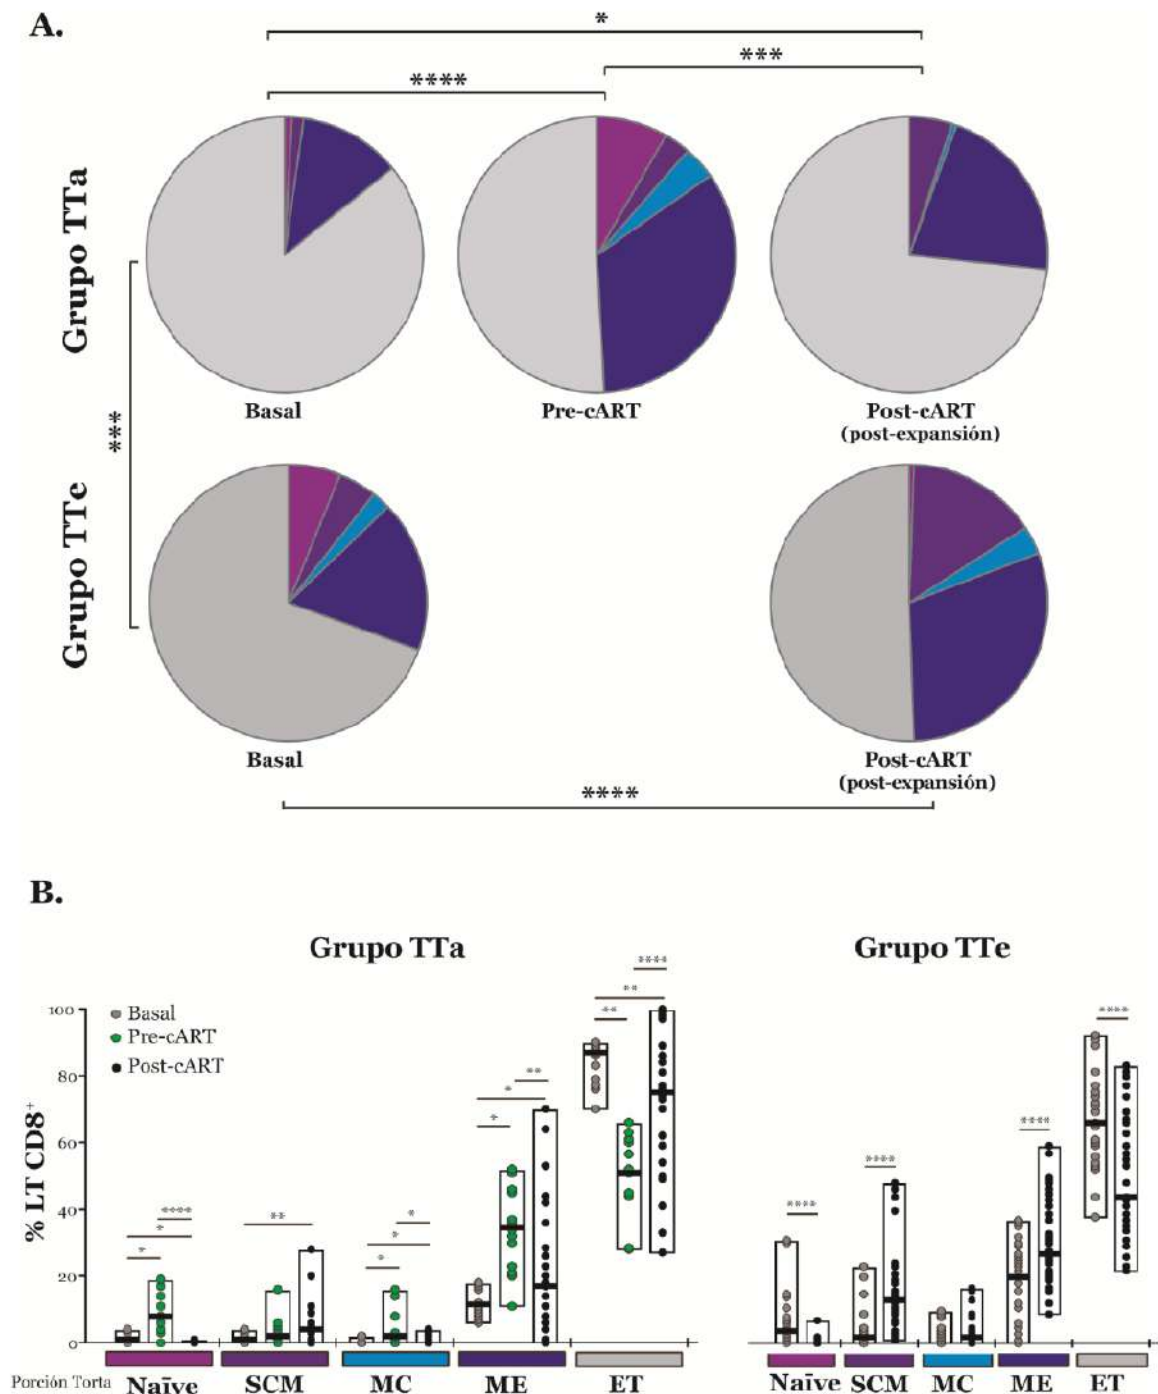 A.
*
***
****
Grupo TTa
Basal
Pre-cART
Post-cART
(post-expansión)
***
Grupo TTe
Basal
Post-cART
(post-expansión)
****
B.
Grupo TTa
Grupo TTe
% LT CD8+
100
80
60
40
20
0
Basal
Pre-cART
Post-cART
****
*
*
**
*
*
*
**
*
*
****
**
**
****
****
****
****
Porción Torta
Naïve
SCM
MC
ME
ET
Naïve
SCM
MC
ME
ET